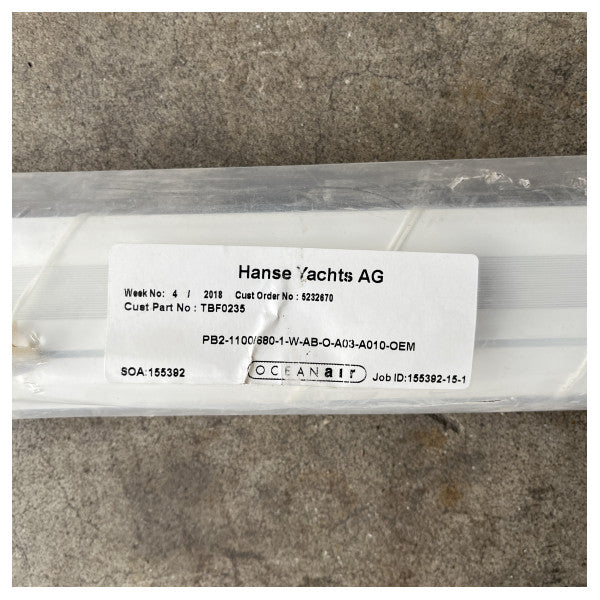 Hanse Yachts AG
Week No: 4 / 2018 Cust Order No : 5232670
Cust Part No : TBF0235
PB2-1100/680-1-W-AB-O-A03-A010-OEM
SOA:155392 OCEANair Job ID:155392-15-1